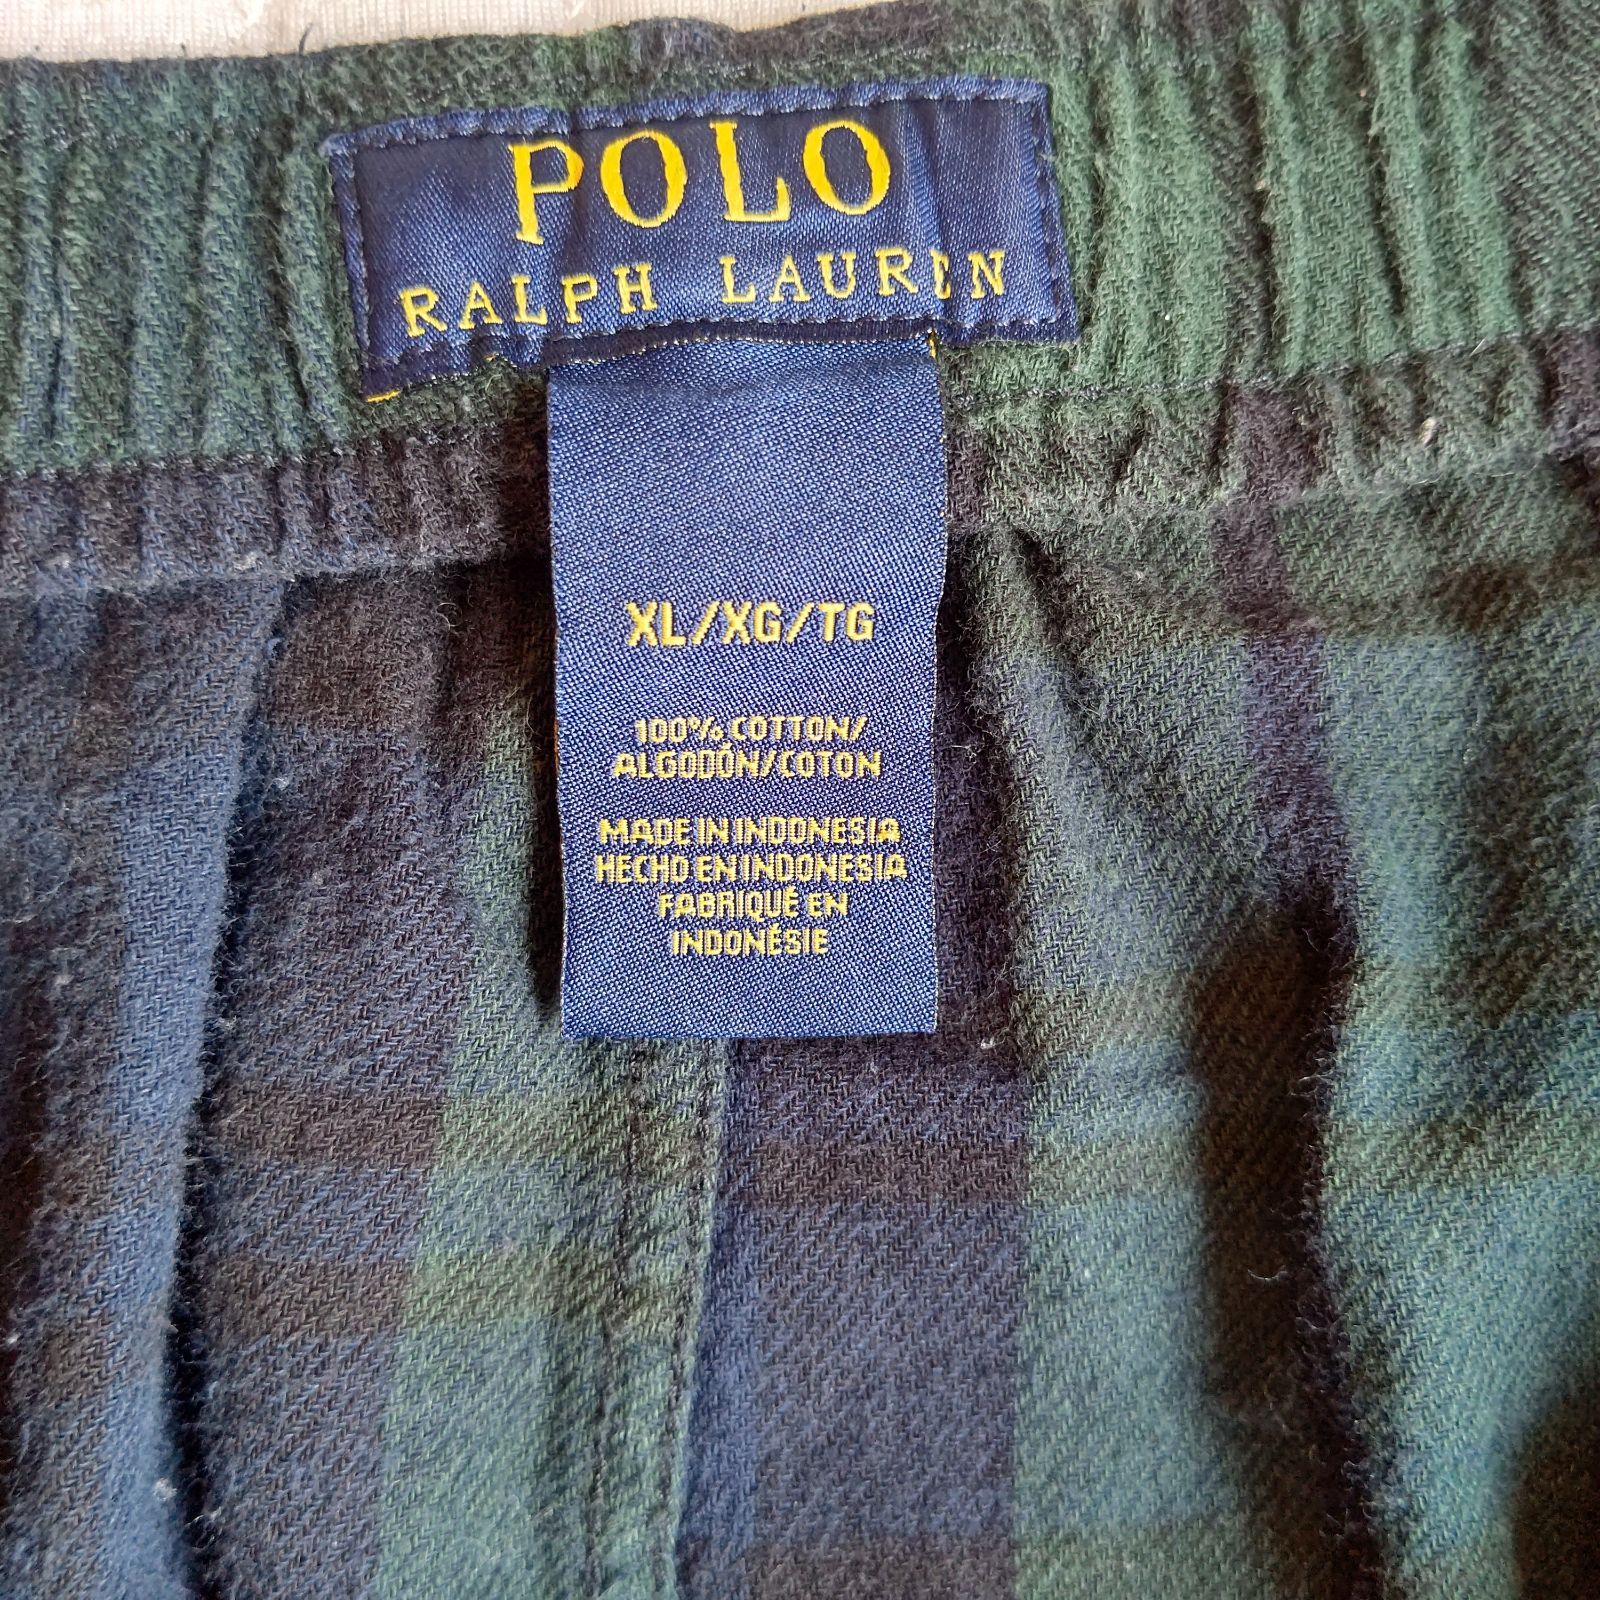 POLO
RALPH LAUREN
XL/XG/TG
100% COTTON/
ALGODÓN/COTON
MADE IN INDONESIA
HECHO EN INDONESIA
FABRIQUÉ EN
INDONÉSIE